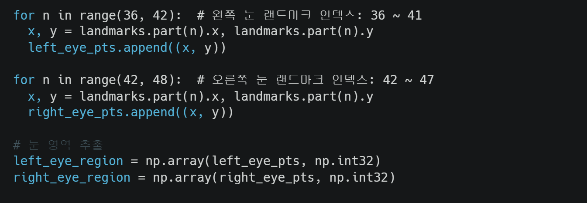 for n in range(36, 42):  # 왼쪽 눈 랜드마크 인덱스: 36 ~ 41
  x, y = landmarks.part(n).x, landmarks.part(n).y
  left_eye_pts.append((x, y))
for n in range(42, 48):  # 오른쪽 눈 랜드마크 인덱스: 42 ~ 47
  x, y = landmarks.part(n).x, landmarks.part(n).y
  right_eye_pts.append((x, y))
# 눈 영역 추출
left_eye_region = np.array(left_eye_pts, np.int32)
right_eye_region = np.array(right_eye_pts, np.int32)